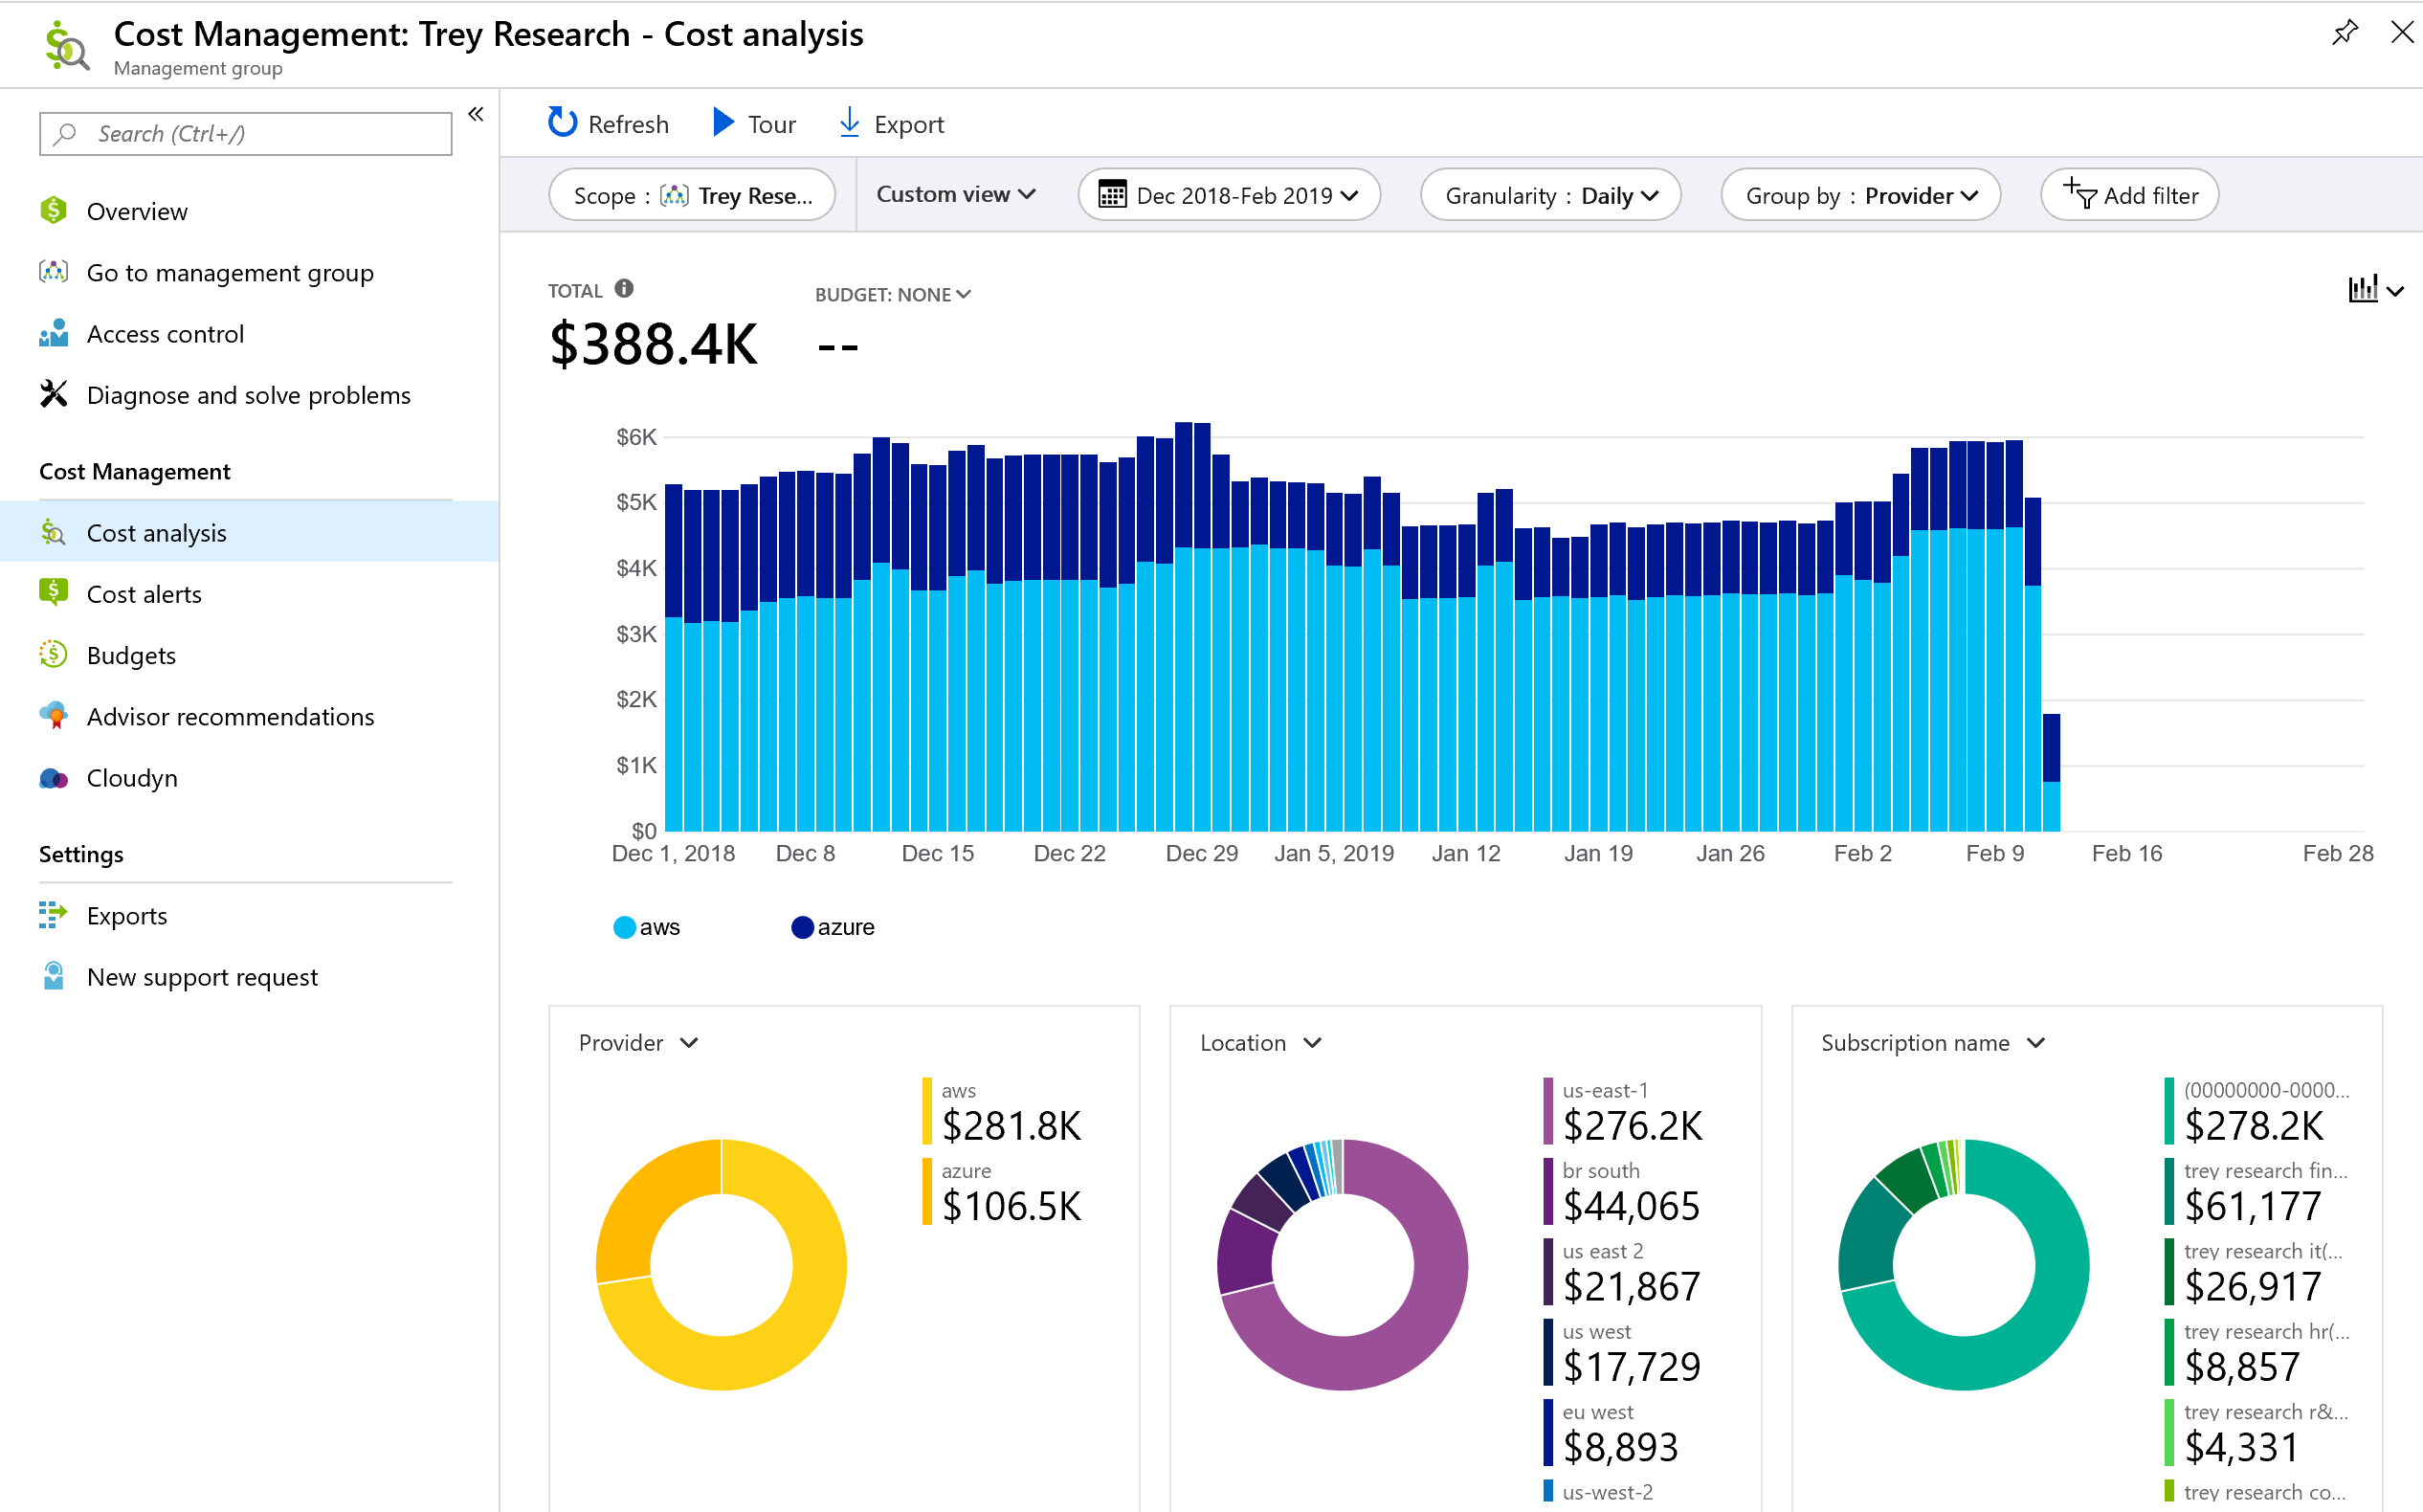 Cost Management: Trey Research - Cost analysis
Management group
Search (Ctrl+/)
«
Overview
Go to management group
Access control
Diagnose and solve problems
Cost Management
Cost analysis
Cost alerts
Budgets
Advisor recommendations
Cloudyn
Settings
Exports
New support request
Refresh Tour Export
Scope : Trey Rese... Custom view Dec 2018-Feb 2019 Granularity : Daily Group by : Provider Add filter
TOTAL BUDGET: NONE
$388.4K --
$6K
$5K
$4K
$3K
$2K
$1K
$0
Dec 1, 2018 Dec 8 Dec 15 Dec 22 Dec 29 Jan 5, 2019 Jan 12 Jan 19 Jan 26 Feb 2 Feb 9 Feb 16 Feb 28
aws azure
Provider
aws
$281.8K
azure
$106.5K
Location
us-east-1
$276.2K
br south
$44,065
us east 2
$21,867
us west
$17,729
eu west
$8,893
us-west-2
Subscription name
(00000000-0000...
$278.2K
trey research fin...
$61,177
trey research it(...
$26,917
trey research hr(...
$8,857
trey research r&...
$4,331
trey research co...